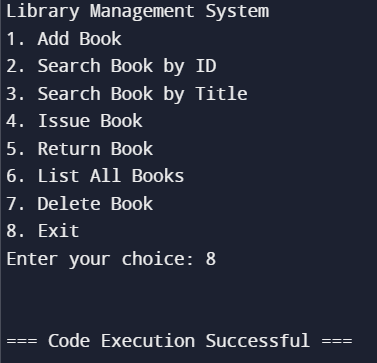 Library Management System
1. Add Book
2. Search Book by ID
3. Search Book by Title
4. Issue Book
5. Return Book
6. List All Books
7. Delete Book
8. Exit
Enter your choice: 8
=== Code Execution Successful ===